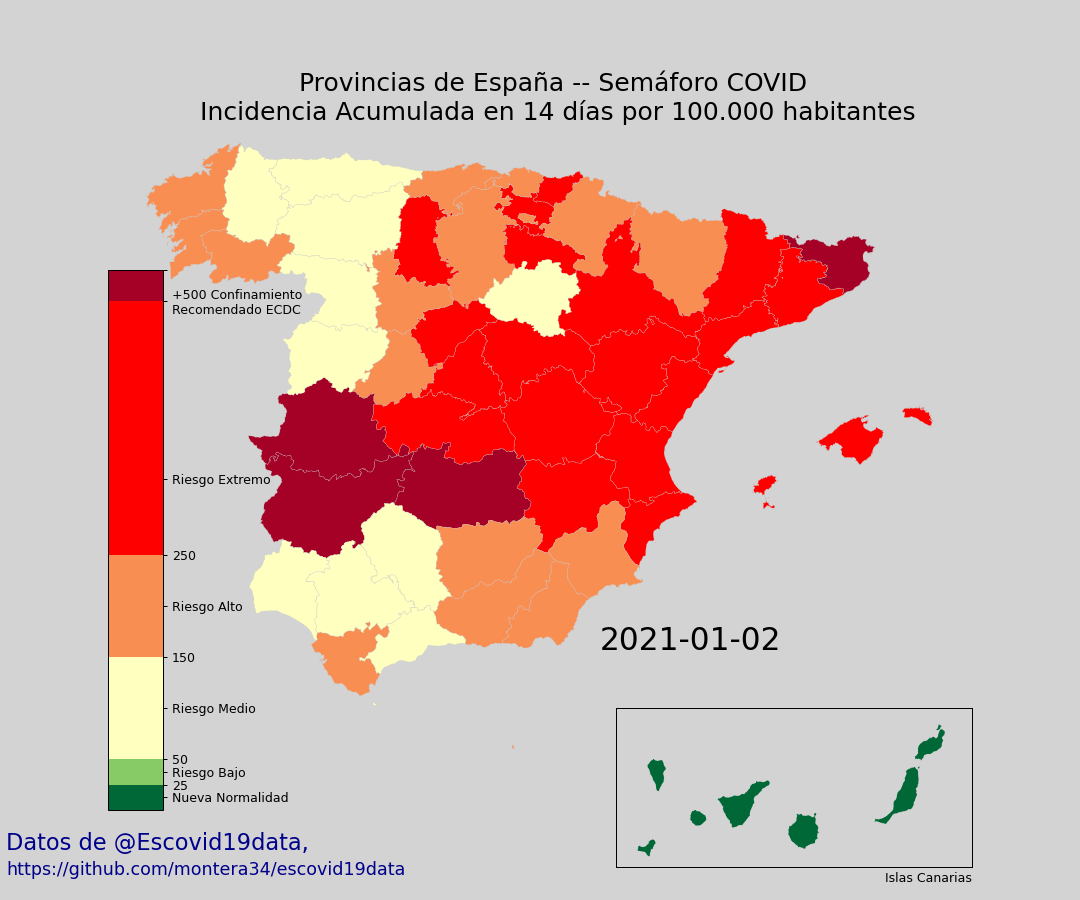 Provincias de España -- Semáforo COVID
Incidencia Acumulada en 14 días por 100.000 habitantes
+500 Confinamiento
Recomendado ECDC
Riesgo Extremo
250
Riesgo Alto
150
Riesgo Medio
50
Riesgo Bajo
25
Nueva Normalidad
2021-01-02
Islas Canarias
Datos de @Escovid19data,
https://github.com/montera34/escovid19data